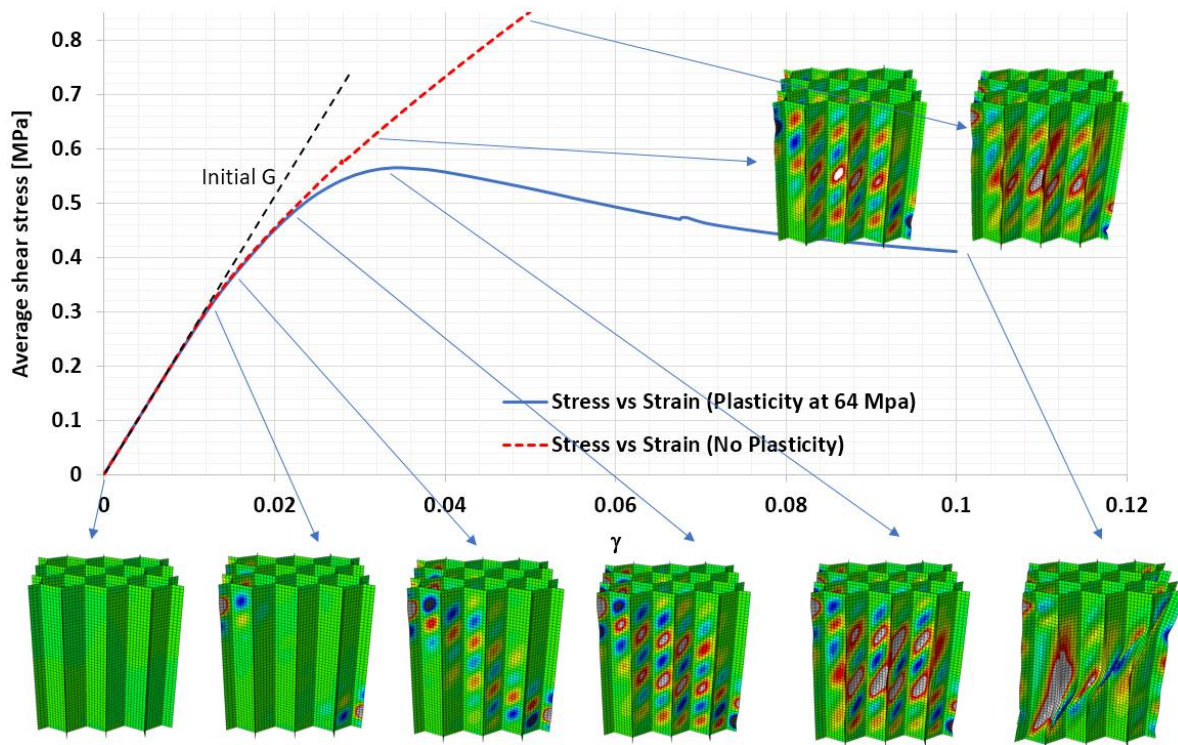 Average shear stress [MPa]
0.8
0.7
0.6
0.5
0.4
0.3
0.2
0.1
0
Initial G
Stress vs Strain (Plasticity at 64 Mpa)
Stress vs Strain (No Plasticity)
0 0.02 0.04 0.06 0.08 0.1 0.12
γ